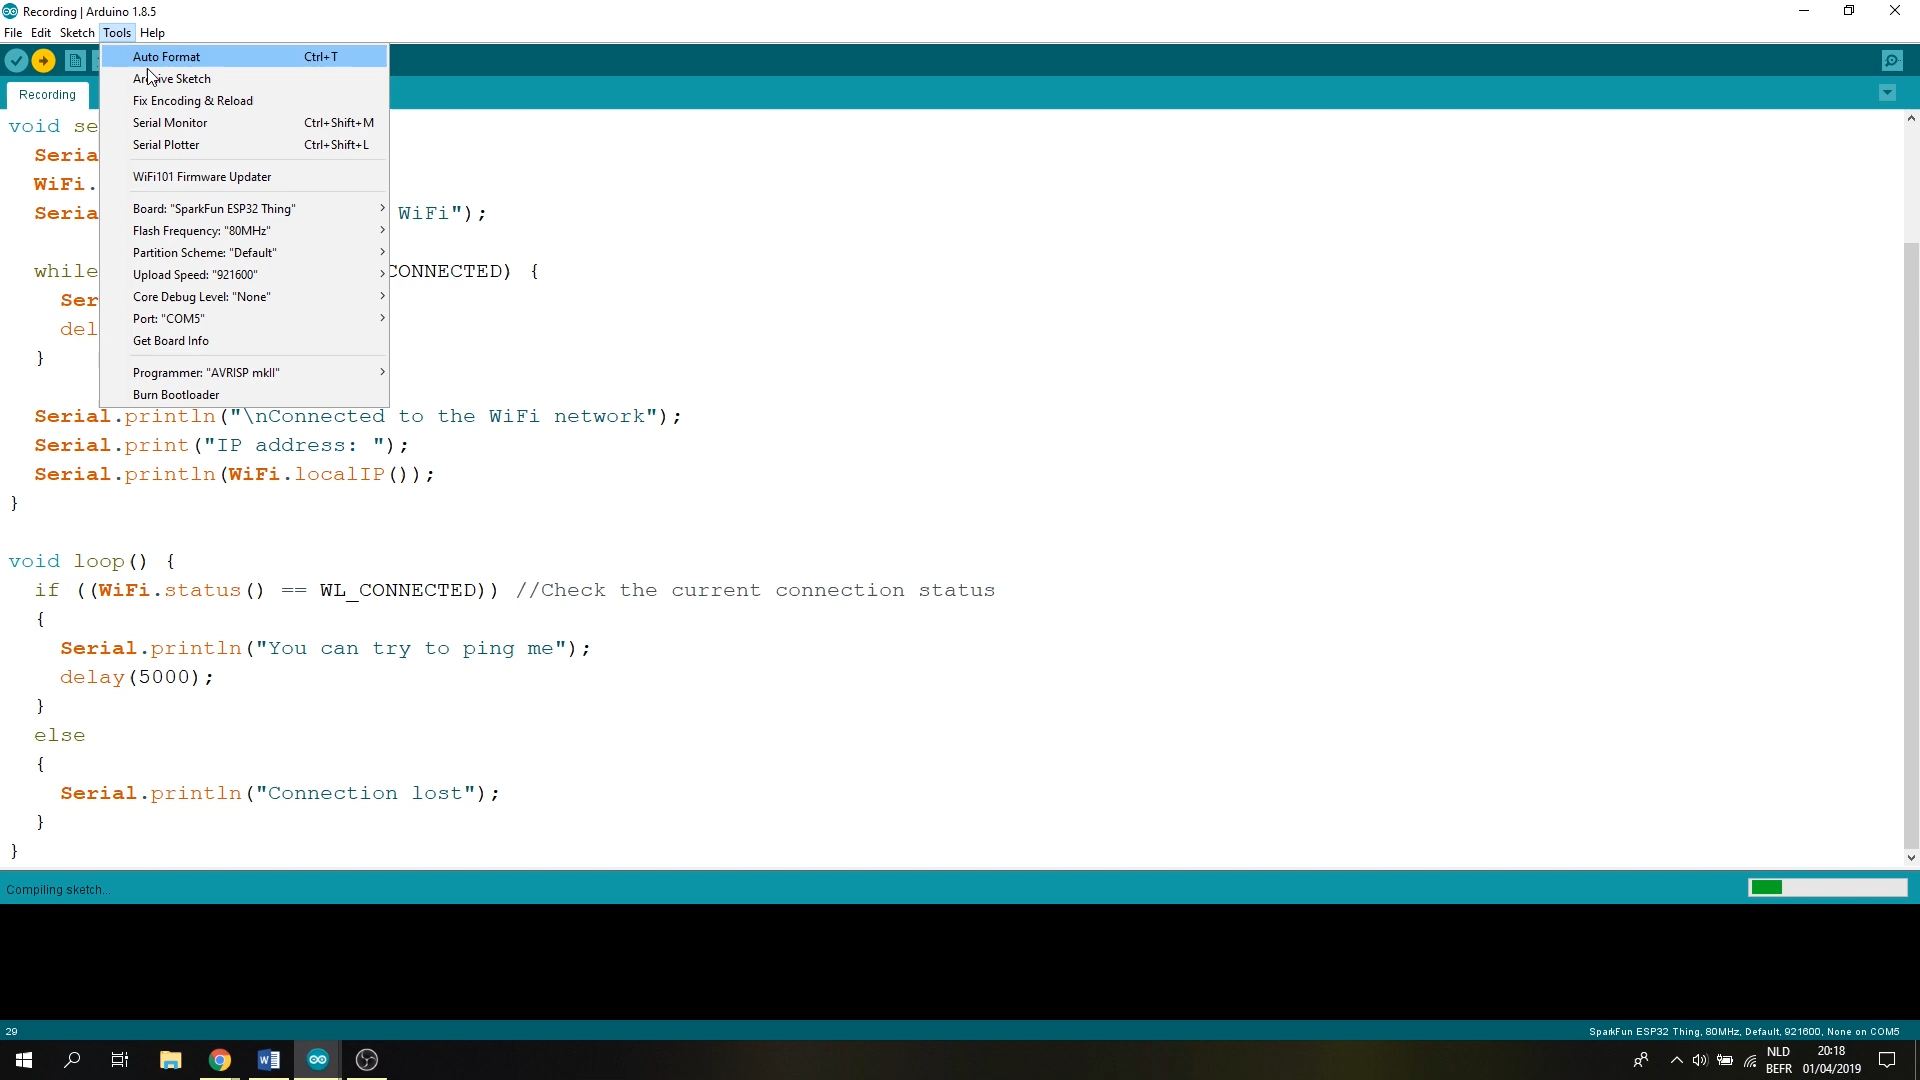 Recording | Arduino 1.8.5
File Edit Sketch Tools Help
Auto Format Ctrl+T
Archive Sketch
Fix Encoding & Reload
Serial Monitor Ctrl+Shift+M
Serial Plotter Ctrl+Shift+L
WiFi101 Firmware Updater
Board: "SparkFun ESP32 Thing"
Flash Frequency: "80MHz"
Partition Scheme: "Default"
Upload Speed: "921600"
Core Debug Level: "None"
Port: "COM5"
Get Board Info
Programmer: "AVRISP mkII"
Burn Bootloader
Recording
void se
Seria
WiFi.
Seria WiFi");
while CONNECTED) {
Ser
del
}
Serial.println("\nConnected to the WiFi network");
Serial.print("IP address: ");
Serial.println(WiFi.localIP());
}
void loop() {
if ((WiFi.status() == WL_CONNECTED)) //Check the current connection status
{
Serial.println("You can try to ping me");
delay(5000);
}
else
{
Serial.println("Connection lost");
}
}
Compiling sketch...
29 SparkFun ESP32 Thing, 80MHz, Default, 921600, None on COM5
NLD 20:18
BEFR 01/04/2019